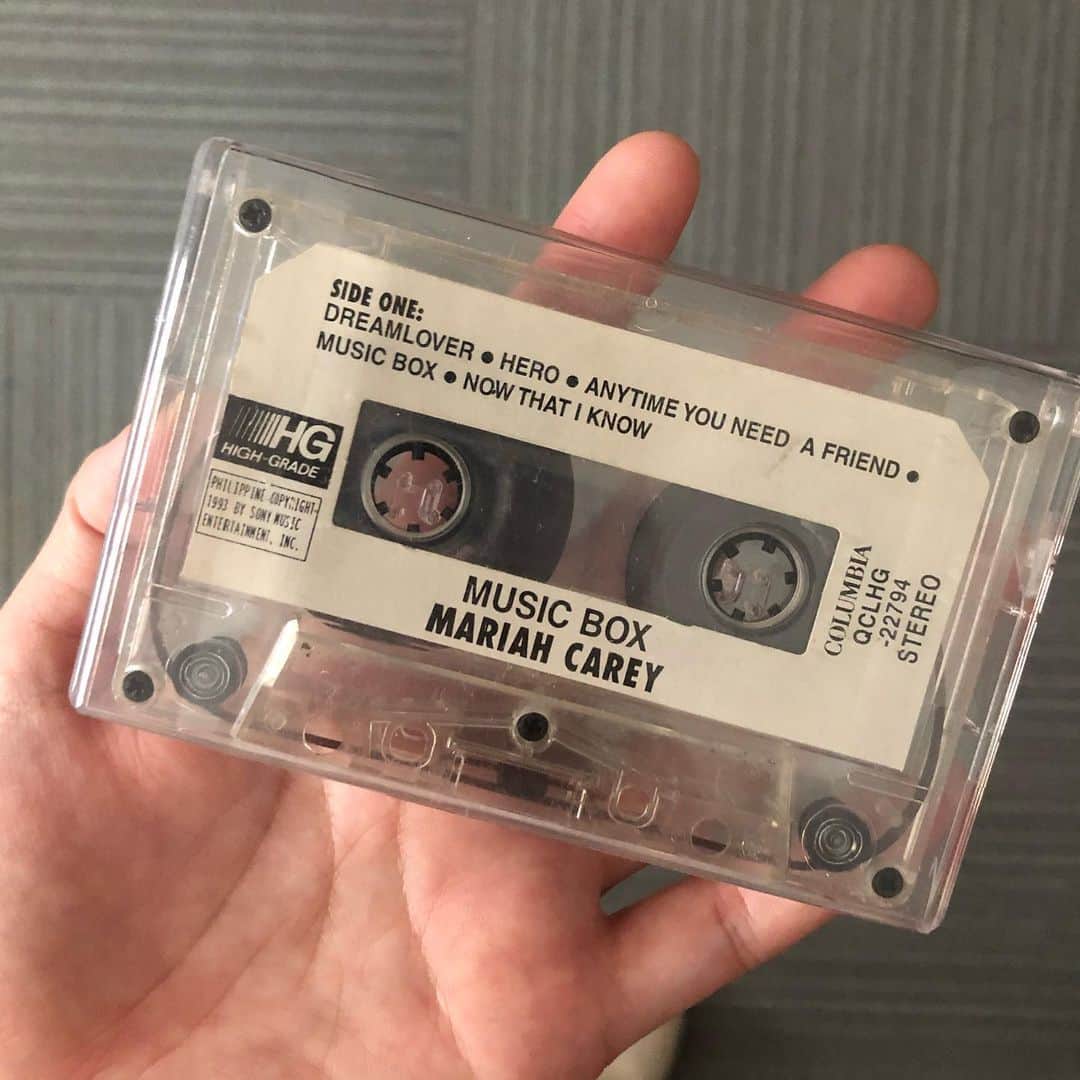 SIDE ONE:
DREAMLOVER • HERO • ANYTIME YOU NEED A FRIEND •
MUSIC BOX • NOW THAT I KNOW
HG
HIGH-GRADE
PHILIPPINE COPYRIGHT
1993 BY SONY MUSIC
ENTERTAINMENT, INC.
MUSIC BOX
MARIAH CAREY
COLUMBIA
QCLHG
-22794
STEREO